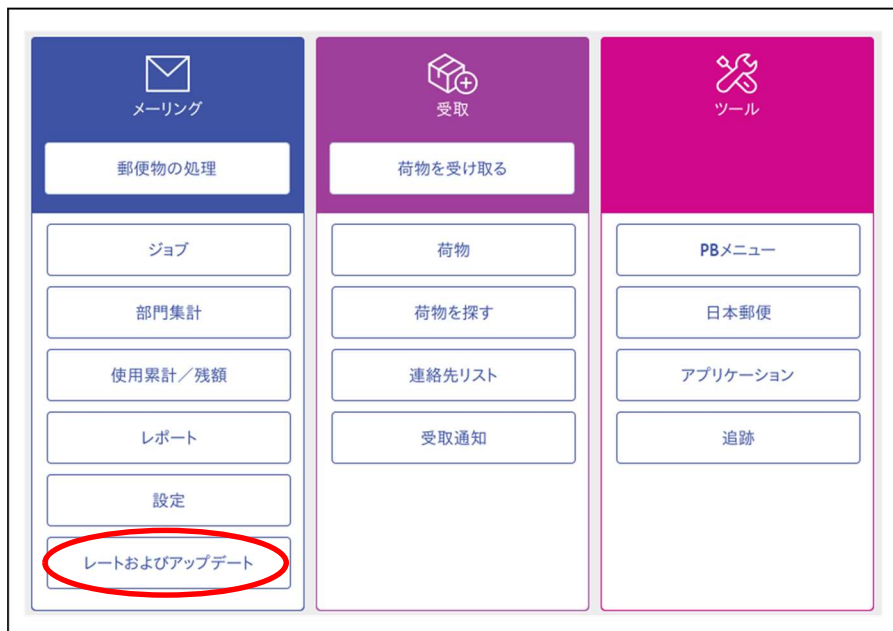 メーリング
郵便物の処理
ジョブ
部門集計
使用累計／残額
レポート
設定
レートおよびアップデート
受取
荷物を受け取る
荷物
荷物を探す
連絡先リスト
受取通知
ツール
PBメニュー
日本郵便
アプリケーション
追跡